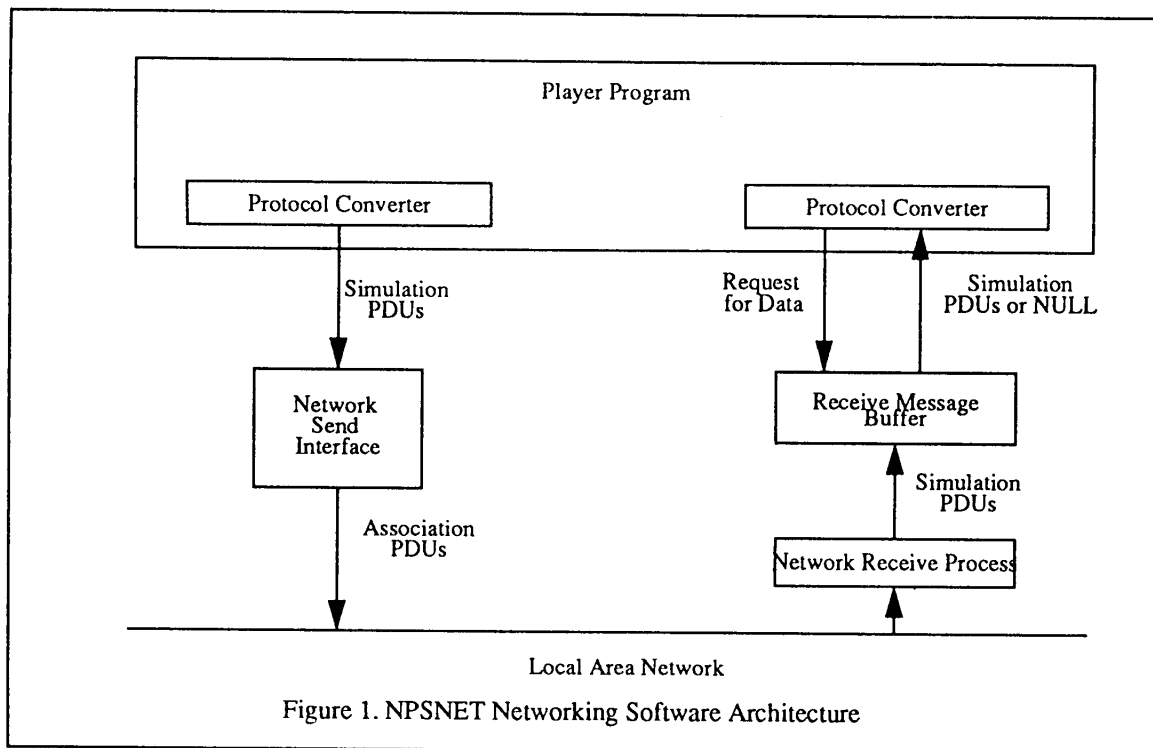 Player Program
Protocol Converter
Protocol Converter
Simulation
PDUs
Request
for Data
Simulation
PDUs or NULL
Network
Send
Interface
Receive Message
Buffer
Simulation
PDUs
Association
PDUs
Network Receive Process
Local Area Network
Figure 1. NPSNET Networking Software Architecture